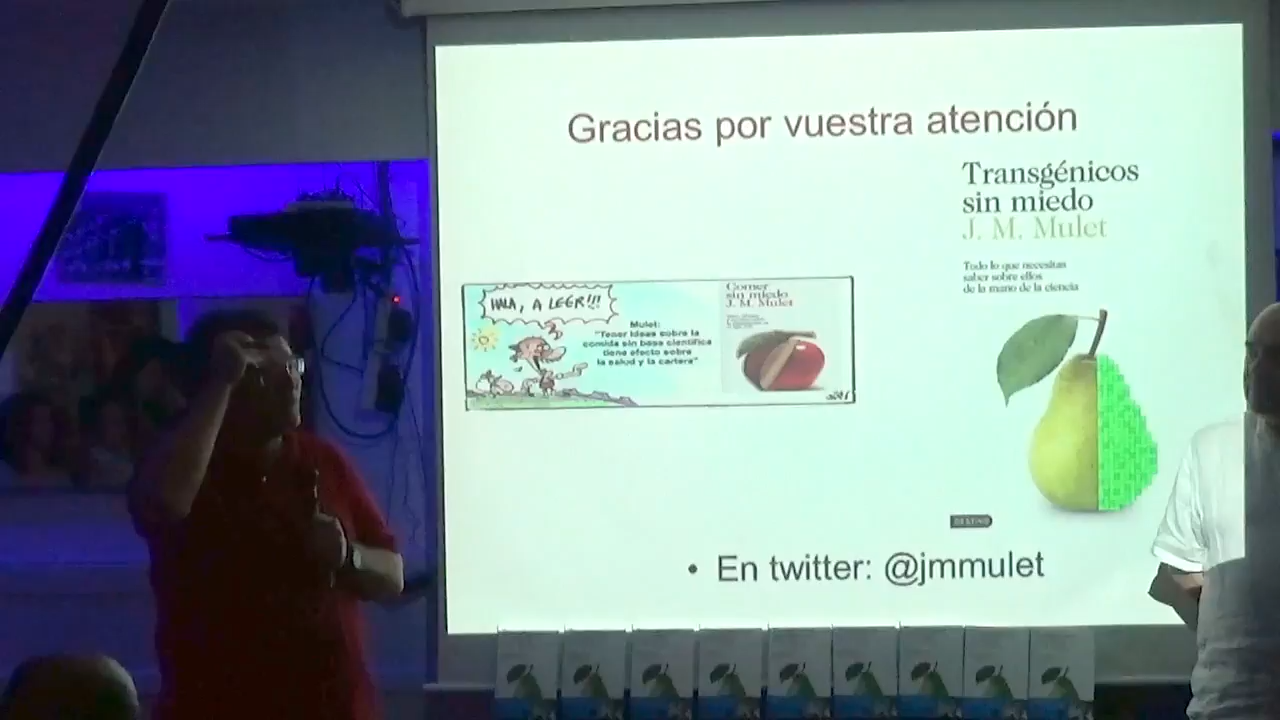 Gracias por vuestra atención
Transgénicos
sin miedo
J. M. Mulet
Todo lo que necesitas
saber sobre ellos
de la mano de la ciencia
HALA, A LEER!!!
Mulet:
"Tener ideas sobre la
comida sin base científica
tiene efecto sobre
la salud y la cartera"
Comer
sin miedo
J. M. Mulet
DESTINO
• En twitter: @jmmulet